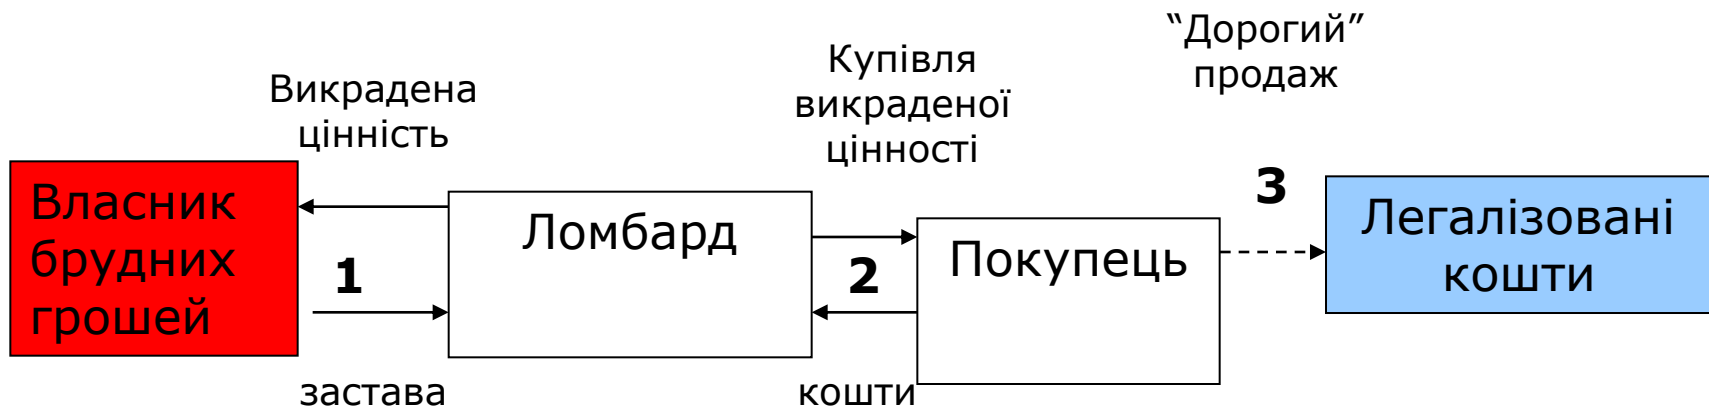 Викрадена
цінність
Купівля
викраденої
цінності
“Дорогий”
продаж
Власник
брудних
грошей
1
Ломбард
2
Покупець
3
Легалізовані
кошти
застава
кошти